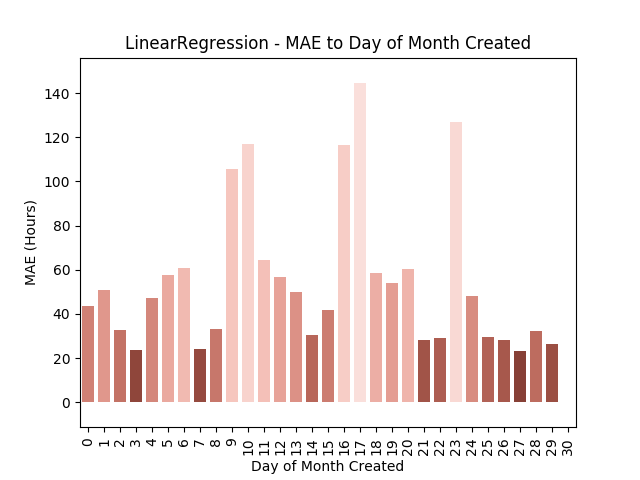 LinearRegression - MAE to Day of Month Created
MAE (Hours)
140
120
100
80
60
40
20
0
0 1 2 3 4 5 6 7 8 9 10 11 12 13 14 15 16 17 18 19 20 21 22 23 24 25 26 27 28 29 30
Day of Month Created